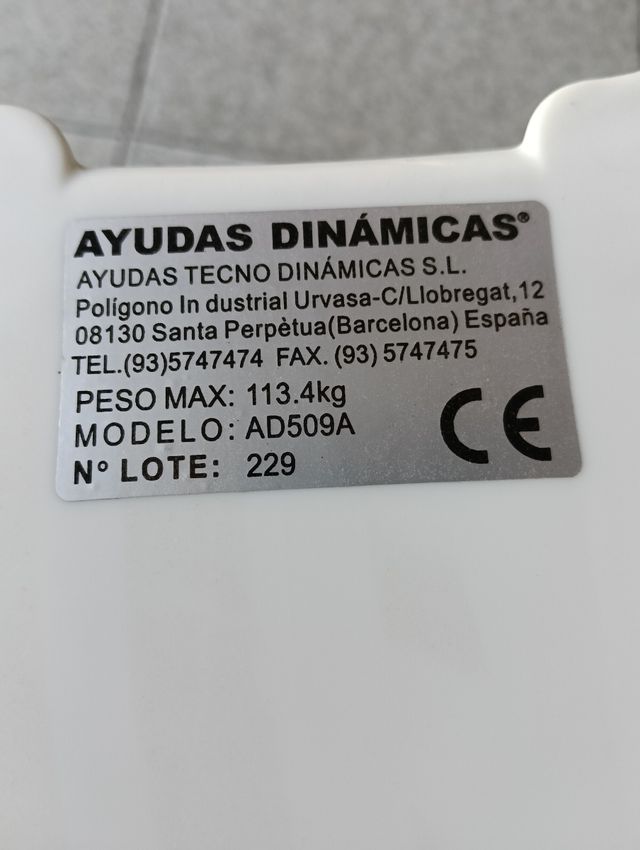 AYUDAS DINÁMICAS®
AYUDAS TECNO DINÁMICAS S.L.
Polígono In dustrial Urvasa-C/Llobregat,12
08130 Santa Perpètua(Barcelona) España
TEL.(93)5747474 FAX. (93) 5747475
PESO MAX: 113.4kg
MODELO: AD509A
Nº LOTE: 229
CE